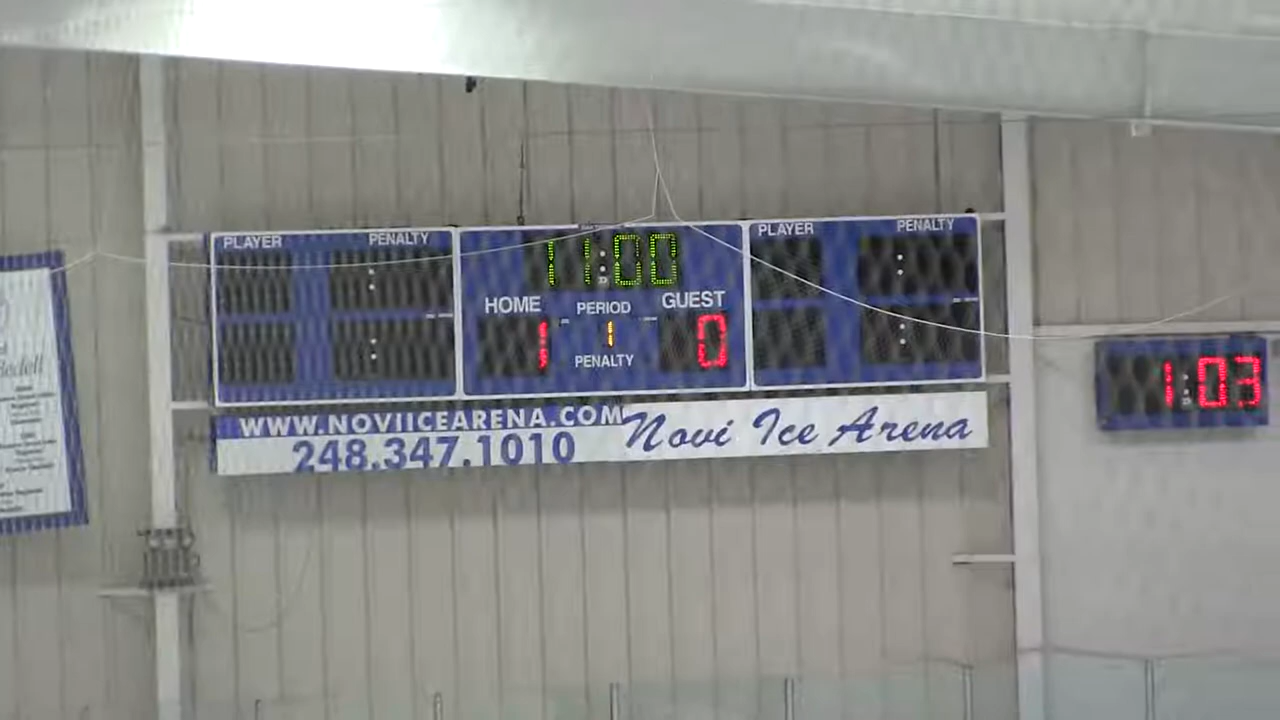 PLAYER PENALTY
11:00
HOME PERIOD GUEST
1 1 0
PENALTY
PLAYER PENALTY
1:03
WWW.NOVIICEARENA.COM
248.347.1010
Novi Ice Arena